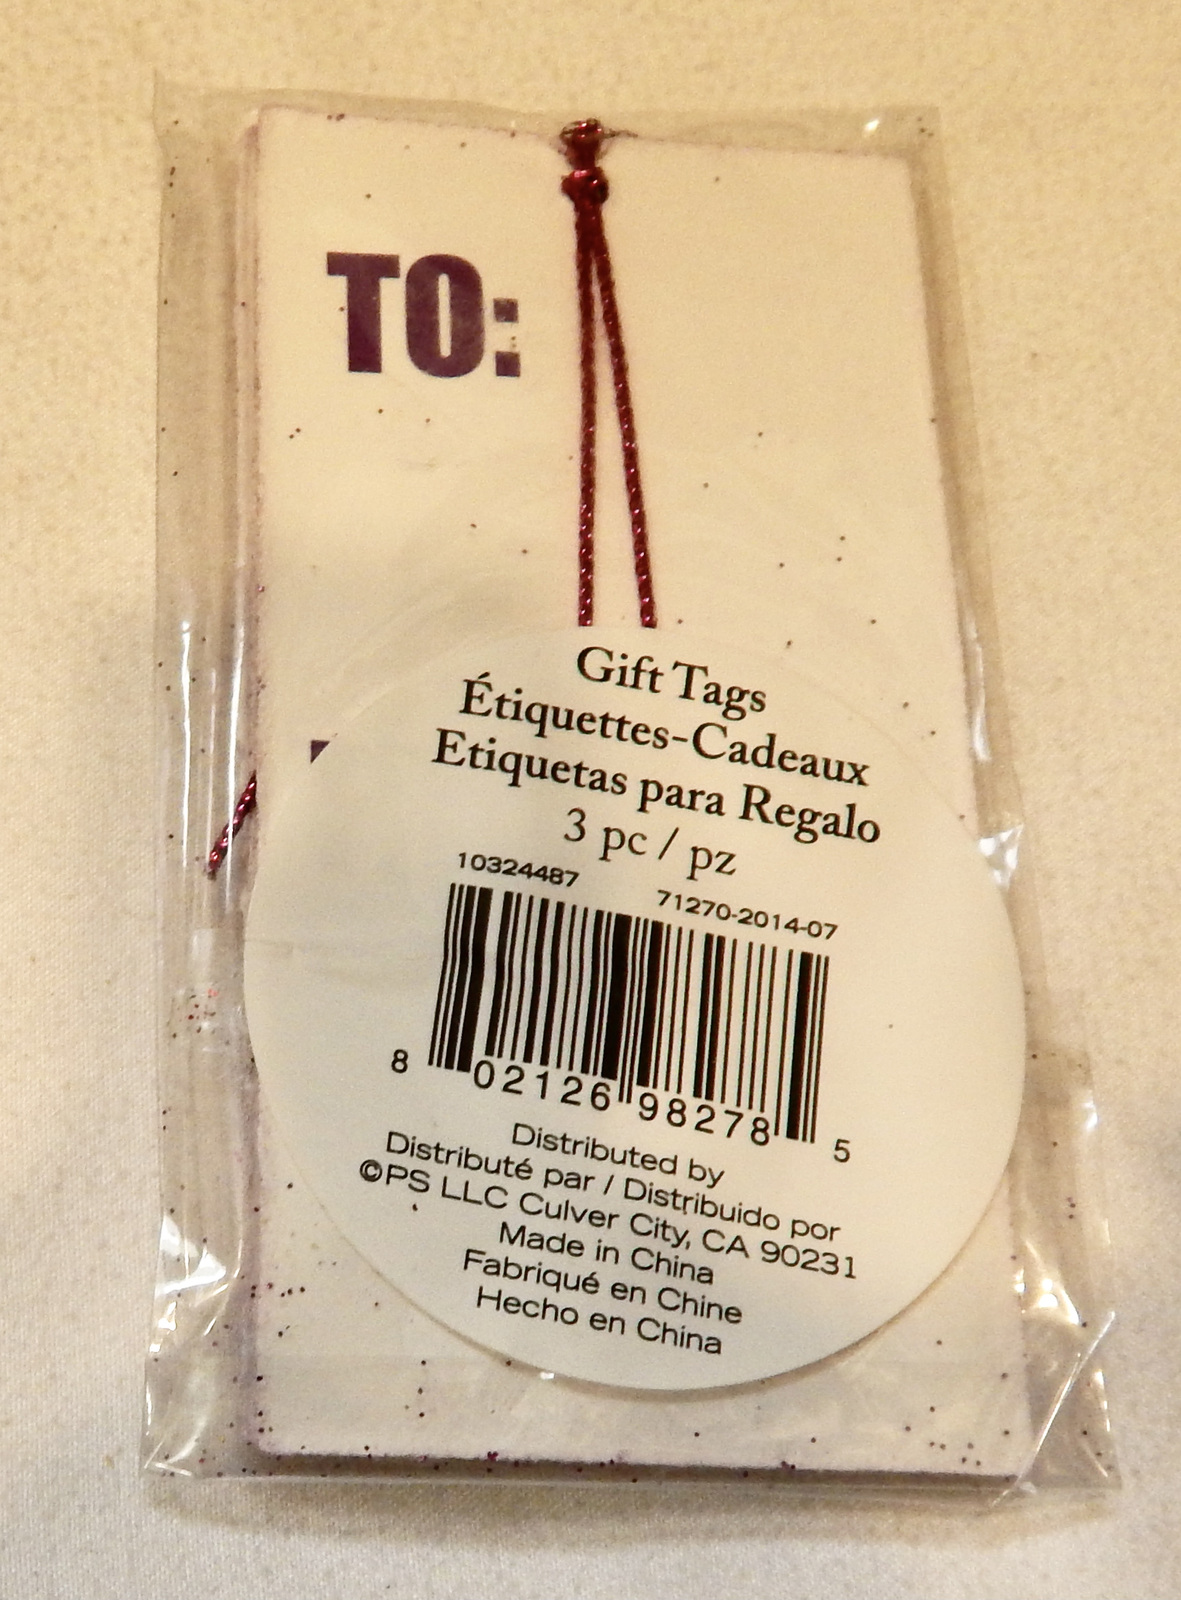 TO:
Gift Tags
Étiquettes-Cadeaux
Etiquetas para Regalo
3 pc / pz
10324487 71270-2014-07
8 02126 98278 5
Distributed by
Distribué par / Distribuido por
©PS LLC Culver City, CA 90231
Made in China
Fabriqué en Chine
Hecho en China